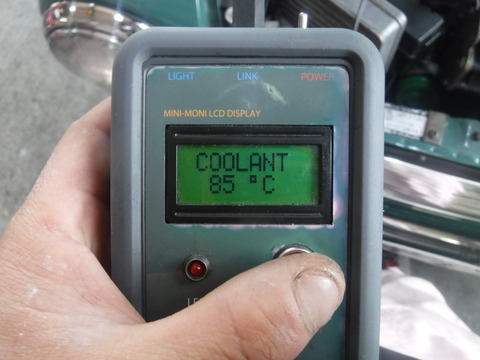 LIGHT LINK POWER
MINI-MONI LCD DISPLAY
COOLANT
85 °C